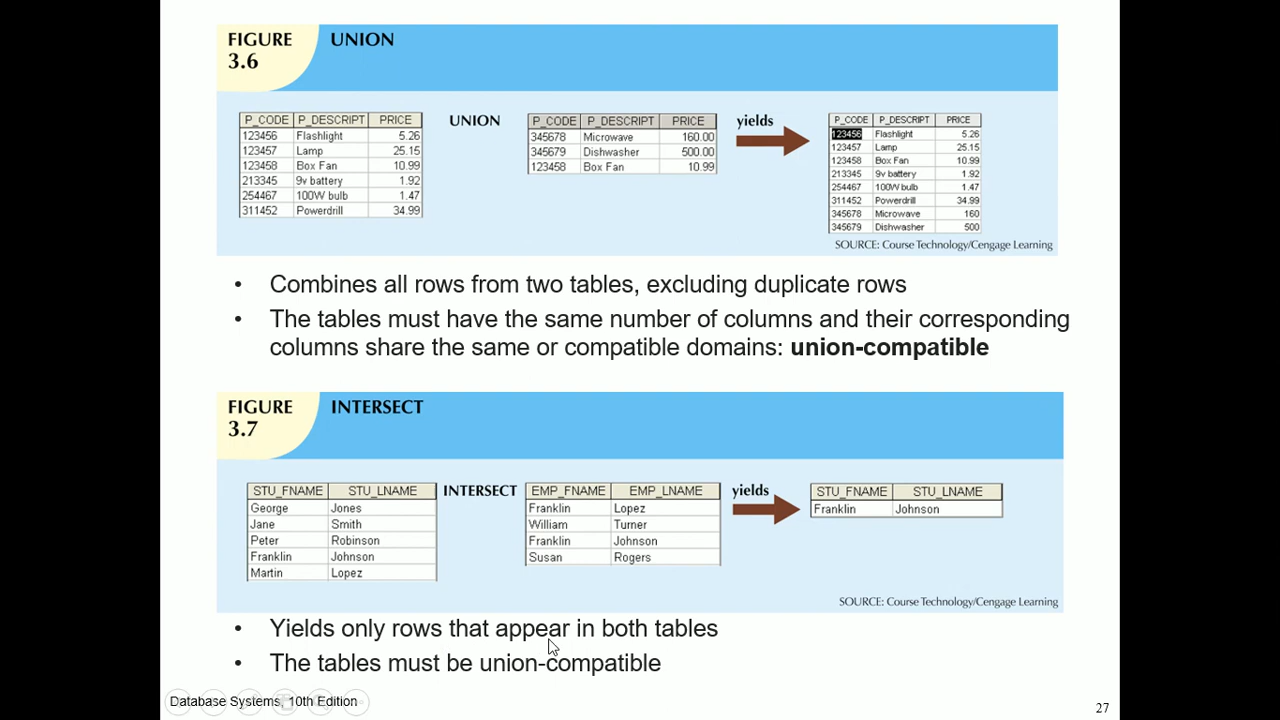 FIGURE 3.6 UNION
P_CODE P_DESCRIPT PRICE
123456 Flashlight 5.26
123457 Lamp 25.15
123458 Box Fan 10.99
213345 9v battery 1.92
254467 100W bulb 1.47
311452 Powerdrill 34.99
UNION
P_CODE P_DESCRIPT PRICE
345678 Microwave 160.00
345679 Dishwasher 500.00
123458 Box Fan 10.99
yields
P_CODE P_DESCRIPT PRICE
123456 Flashlight 5.26
123457 Lamp 25.15
123458 Box Fan 10.99
213345 9v battery 1.92
254467 100W bulb 1.47
311452 Powerdrill 34.99
345678 Microwave 160
345679 Dishwasher 500
SOURCE: Course Technology/Cengage Learning
• Combines all rows from two tables, excluding duplicate rows
• The tables must have the same number of columns and their corresponding
columns share the same or compatible domains: union-compatible
FIGURE 3.7 INTERSECT
STU_FNAME STU_LNAME
George Jones
Jane Smith
Peter Robinson
Franklin Johnson
Martin Lopez
INTERSECT
EMP_FNAME EMP_LNAME
Franklin Lopez
William Turner
Franklin Johnson
Susan Rogers
yields
STU_FNAME STU_LNAME
Franklin Johnson
SOURCE: Course Technology/Cengage Learning
• Yields only rows that appear in both tables
• The tables must be union-compatible
Database Systems, 10th Edition
27